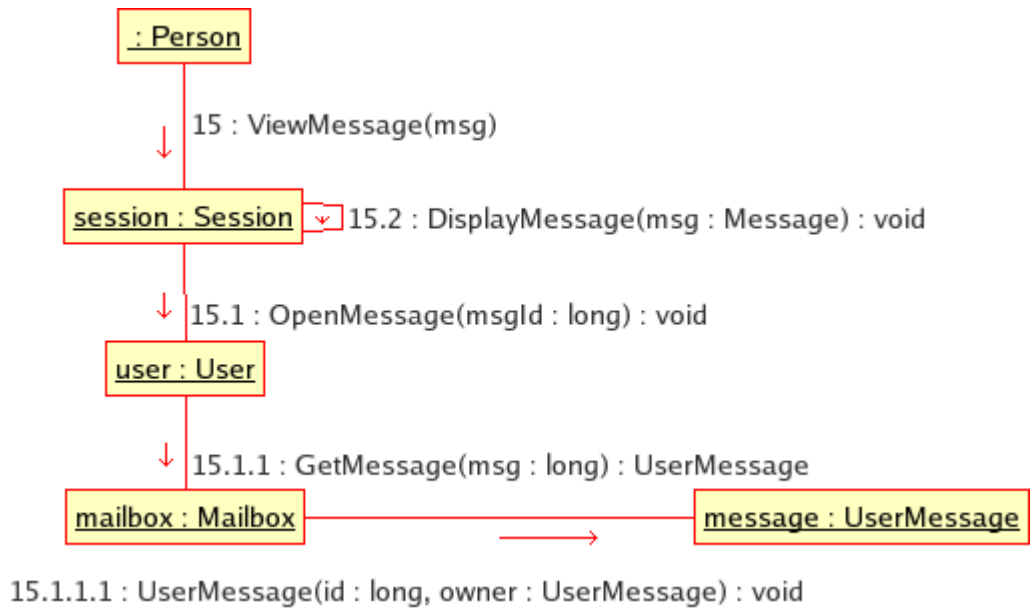 : Person
15 : ViewMessage(msg)
session : Session
15.2 : DisplayMessage(msg : Message) : void
15.1 : OpenMessage(msgId : long) : void
user : User
15.1.1 : GetMessage(msg : long) : UserMessage
mailbox : Mailbox
message : UserMessage
15.1.1.1 : UserMessage(id : long, owner : UserMessage) : void